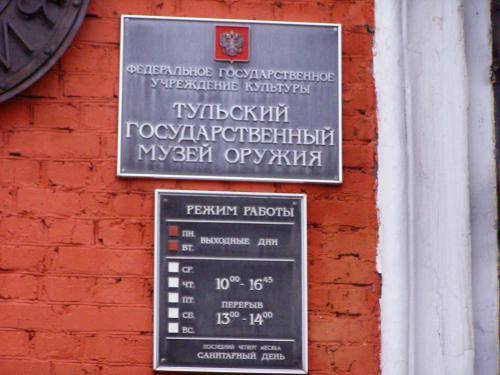 ФЕДЕРАЛЬНОЕ ГОСУДАРСТВЕННОЕ
УЧРЕЖДЕНИЕ КУЛЬТУРЫ
ТУЛЬСКИЙ
ГОСУДАРСТВЕННЫЙ
МУЗЕЙ ОРУЖИЯ
РЕЖИМ РАБОТЫ
ПН.
ВТ.
ВЫХОДНЫЕ ДНИ
СР.
ЧТ.
ПТ.
СБ.
ВС.
10⁰⁰- 16⁴⁵
ПЕРЕРЫВ
13⁰⁰- 14⁰⁰
ПОСЛЕДНИЙ ЧЕТВЕРГ МЕСЯЦА
САНИТАРНЫЙ ДЕНЬ